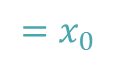 = x₀